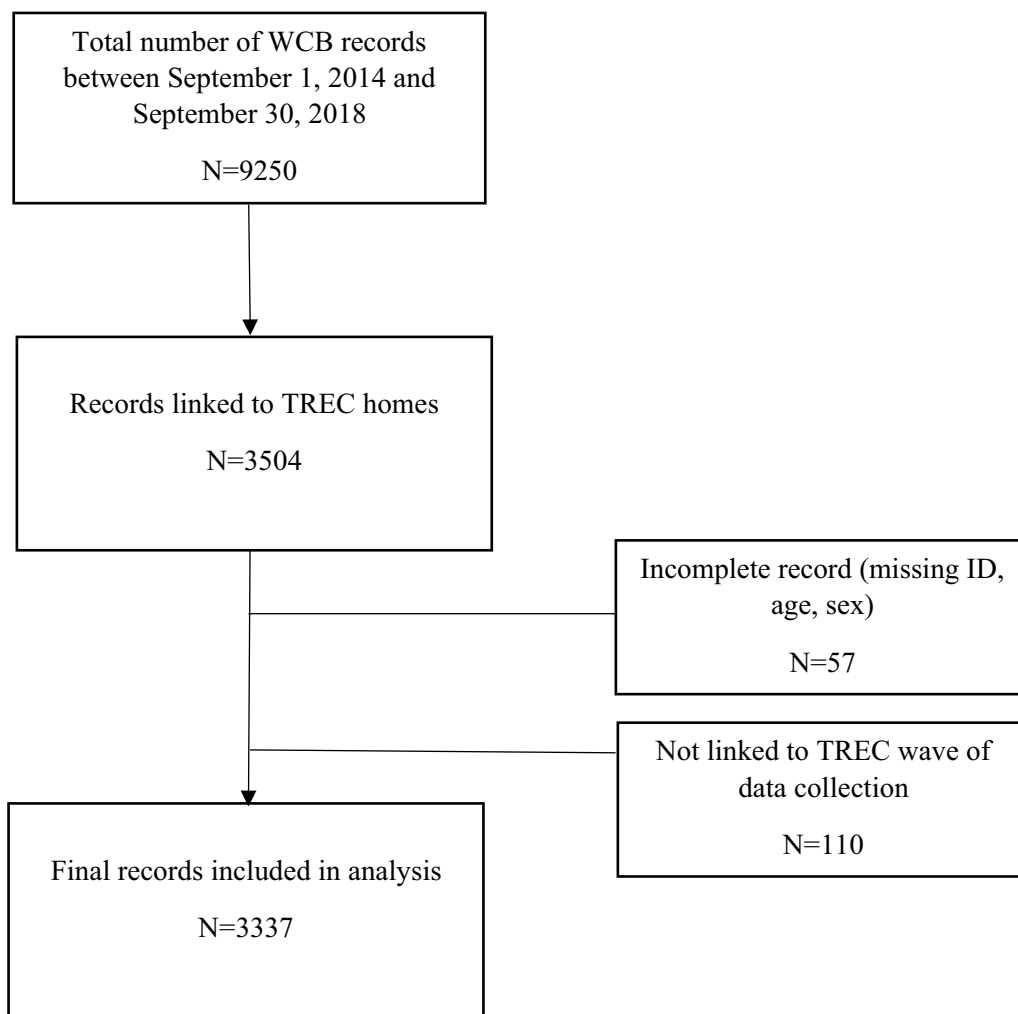 Total number of WCB records
between September 1, 2014 and
September 30, 2018
N=9250
Records linked to TREC homes
N=3504
Incomplete record (missing ID,
age, sex)
N=57
Not linked to TREC wave of
data collection
N=110
Final records included in analysis
N=3337